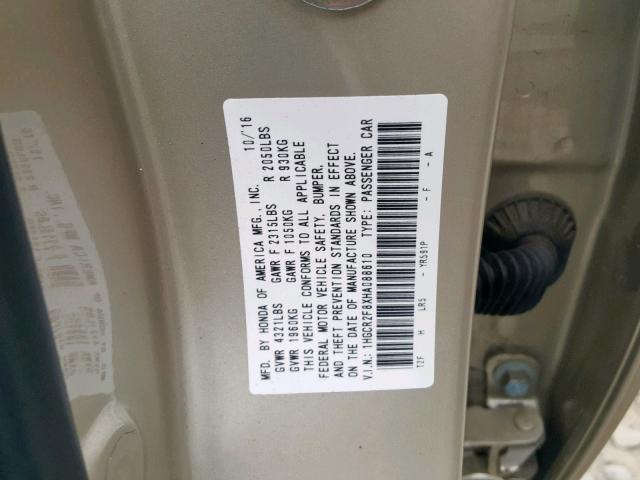 MFD. BY HONDA OF AMERICA MFG., INC. 10/16
GVWR 4321LBS GAWR F 2315LBS R 2050LBS
GVWR 1960KG GAWR F 1050KG R 930KG
THIS VEHICLE CONFORMS TO ALL APPLICABLE
FEDERAL MOTOR VEHICLE SAFETY, BUMPER,
AND THEFT PREVENTION STANDARDS IN EFFECT
ON THE DATE OF MANUFACTURE SHOWN ABOVE.
V.I.N.: 1HGCR2F8XHA088610 TYPE: PASSENGER CAR
T2F H LR5 - YR591P - F - A